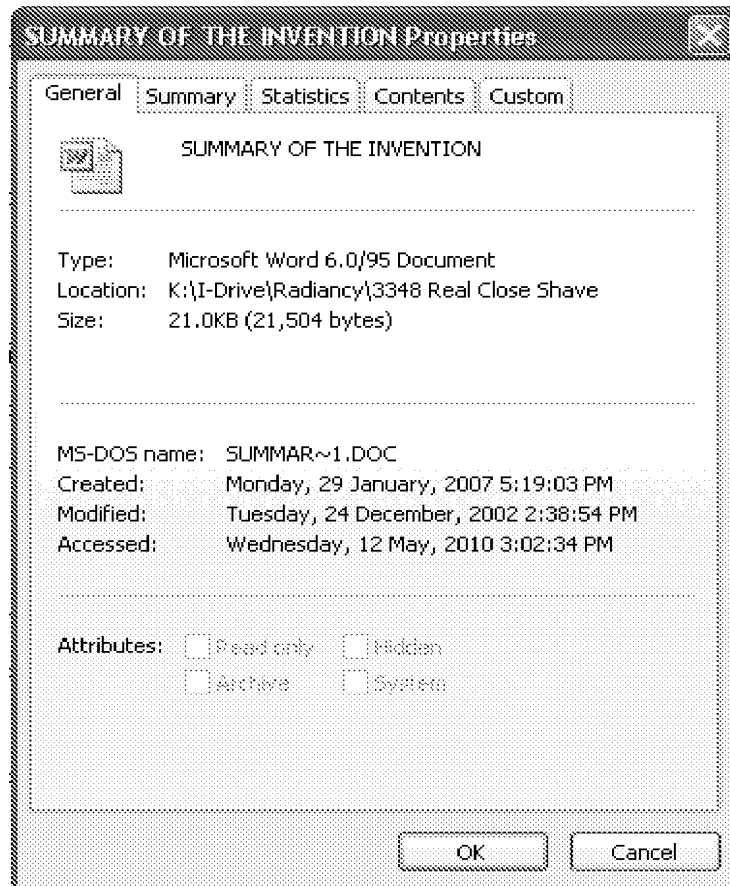 SUMMARY OF THE INVENTION Properties
General Summary Statistics Contents Custom
SUMMARY OF THE INVENTION
Type: Microsoft Word 6.0/95 Document
Location: K:\I-Drive\Radiancy\3348 Real Close Shave
Size: 21.0KB (21,504 bytes)
MS-DOS name: SUMMAR~1.DOC
Created: Monday, 29 January, 2007 5:19:03 PM
Modified: Tuesday, 24 December, 2002 2:38:54 PM
Accessed: Wednesday, 12 May, 2010 3:02:34 PM
Attributes: Read only Hidden
Archive System
OK Cancel